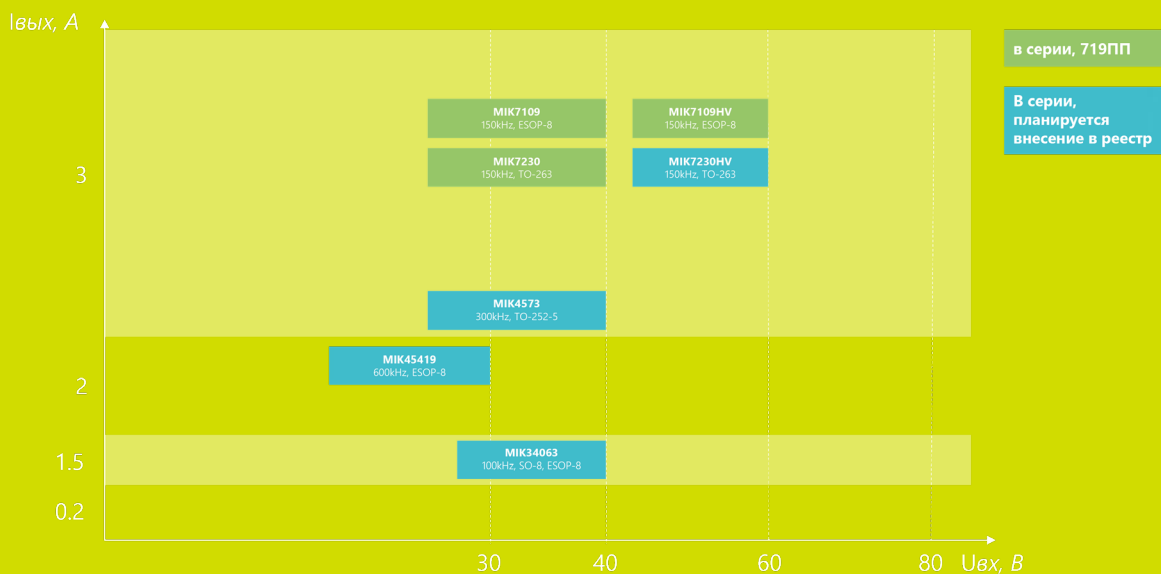 Iвых, А
в серии, 719ПП
В серии,
планируется
внесение в реестр
MIK7109
150kHz, ESOP-8
MIK7109HV
150kHz, ESOP-8
MIK7230
150kHz, TO-263
MIK7230HV
150kHz, TO-263
3
MIK4573
300kHz, TO-252-5
MIK45419
600kHz, ESOP-8
2
MIK34063
100kHz, SO-8, ESOP-8
1.5
0.2
30
40
60
80
Uвх, В